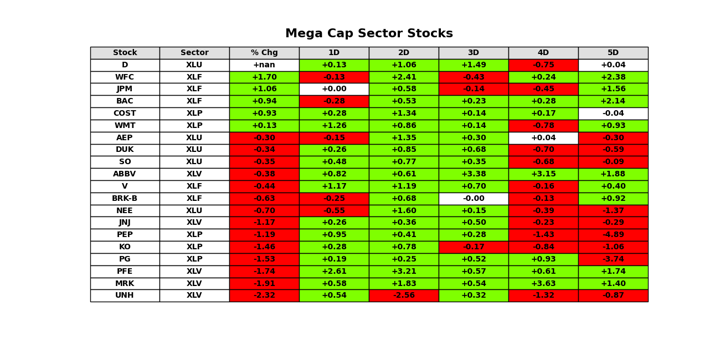 Mega Cap Sector Stocks
Stock Sector % Chg 1D 2D 3D 4D 5D
D XLU +nan +0.13 +1.06 +1.49 -0.75 +0.04
WFC XLF +1.70 -0.13 +2.41 -0.43 +0.24 +2.38
JPM XLF +1.06 +0.00 +0.58 -0.14 -0.45 +1.56
BAC XLF +0.94 -0.28 +0.53 +0.23 +0.28 +2.14
COST XLP +0.93 +0.28 +1.34 +0.14 +0.17 -0.04
WMT XLP +0.13 +1.26 +0.86 +0.14 -0.78 +0.93
AEP XLU -0.30 -0.15 +1.35 +0.30 +0.04 -0.30
DUK XLU -0.34 +0.26 +0.85 +0.68 -0.70 -0.59
SO XLU -0.35 +0.48 +0.77 +0.35 -0.68 -0.09
ABBV XLV -0.36 +0.82 +0.61 +3.38 +3.15 +1.88
V XLF -0.44 +1.17 +1.19 +0.70 -0.16 +0.40
BRK-B XLF -0.63 -0.25 +0.68 -0.00 -0.13 +0.92
NEE XLU -0.70 -0.55 +1.60 +0.15 -0.39 -1.37
JNJ XLV -1.17 +0.26 +0.36 +0.50 -0.23 -0.29
PEP XLP -1.19 +0.95 +0.41 +0.28 -1.43 -4.89
KO XLP -1.46 +0.28 +0.78 -0.17 -0.84 -1.06
PG XLP -1.53 +0.19 +0.25 +0.52 +0.93 -3.74
PFE XLV -1.74 +2.61 +3.21 +0.57 +0.61 +1.74
MRK XLV -1.91 +0.58 +1.83 +0.54 +3.63 +1.40
UNH XLV -2.32 +0.54 -2.56 +0.32 -1.32 -0.87